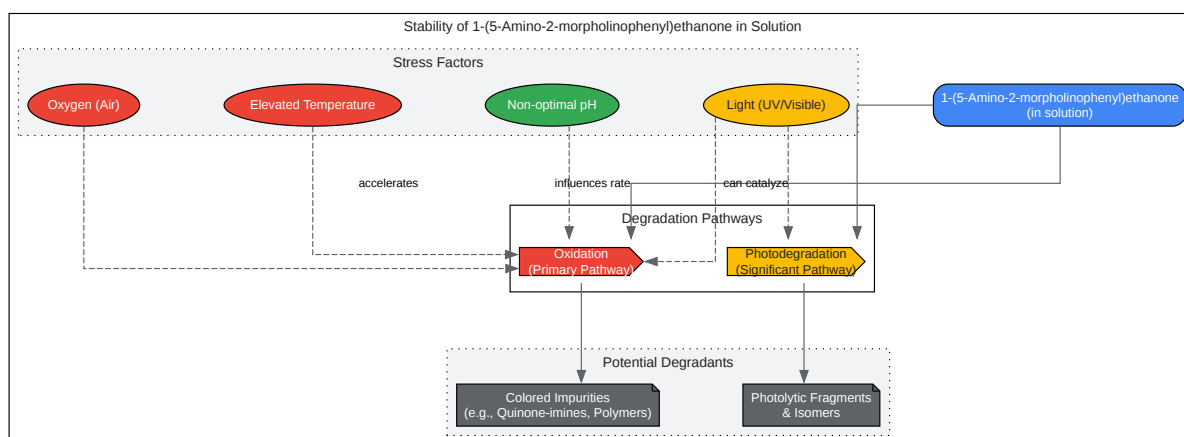 Stability of 1-(5-Amino-2-morpholinophenyl)ethanone in Solution
Stress Factors
Oxygen (Air)
Elevated Temperature
Non-optimal pH
Light (UV/Visible)
1-(5-Amino-2-morpholinophenyl)ethanone
(in solution)
accelerates
influences rate
can catalyze
Degradation Pathways
Oxidation
(Primary Pathway)
Photodegradation
(Significant Pathway)
Potential Degradants
Colored Impurities
(e.g., Quinone-imines, Polymers)
Photolytic Fragments
& Isomers